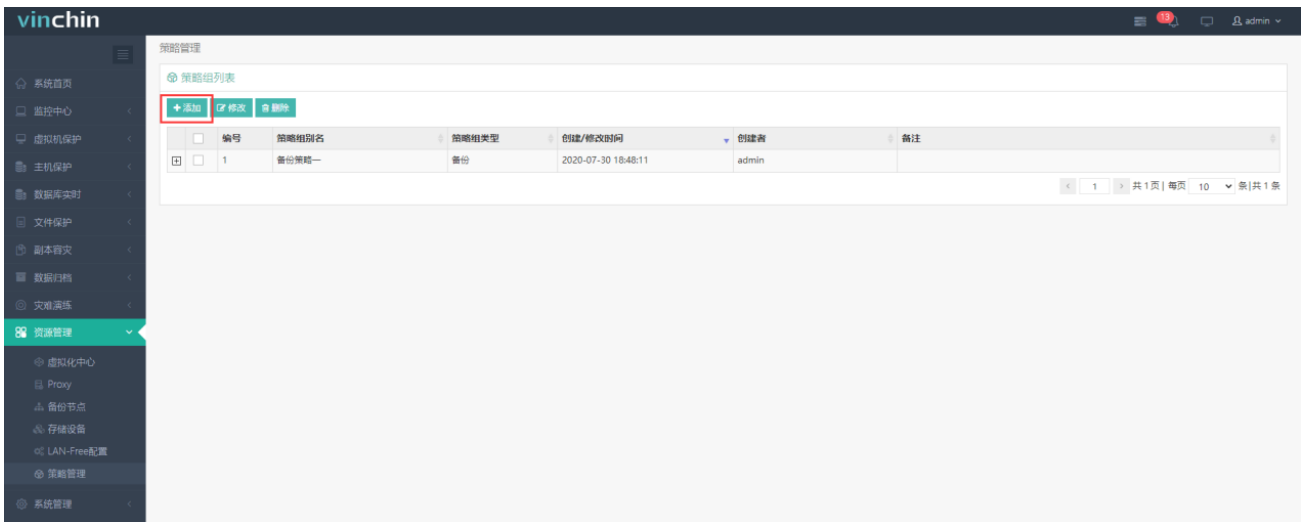 vinchin
13
admin
系统首页
监控中心
虚拟机保护
主机保护
数据库实时
文件保护
副本容灾
数据归档
灾难演练
资源管理
虚拟化中心
Proxy
备份节点
存储设备
LAN-Free配置
策略管理
系统管理
策略管理
策略组列表
添加 修改 删除
编号 策略组别名 策略组类型 创建/修改时间 创建者 备注
1 备份策略一 备份 2020-07-30 18:48:11 admin
1 共1页| 每页 10 条|共1条